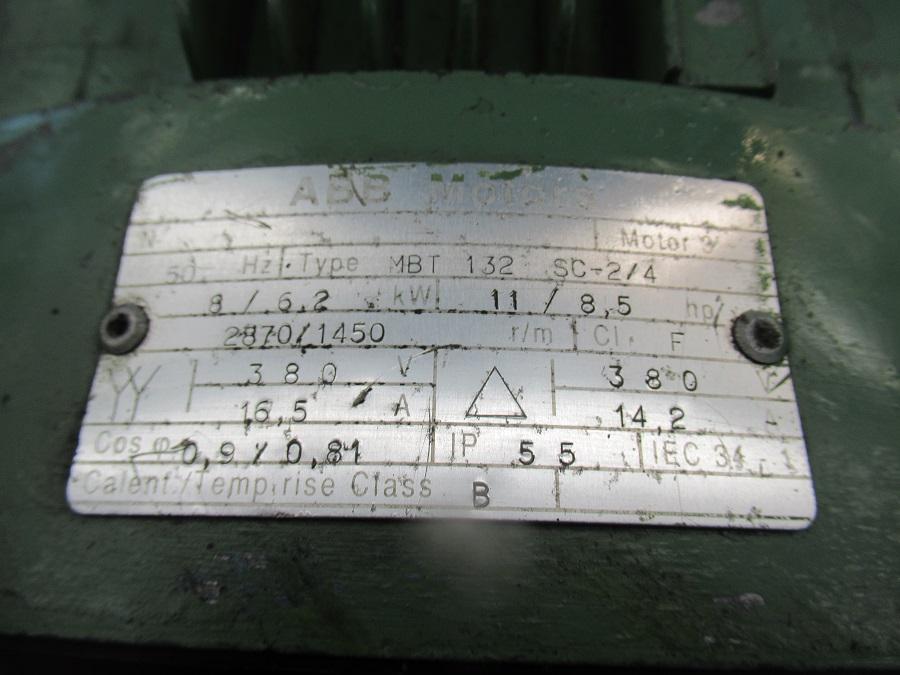 ABB Motors
N Motor 3
50 Hz Type MBT 132 SC-2/4
8 / 6,2 kW 11 / 8,5 hp
2870/1450 r/m Cl. F
YY 380 V △ 380 V
16,5 A 14,2 A
Cos φ 0,9 / 0,81 IP 55 IEC 34-1
Calent./Temp.rise Class B